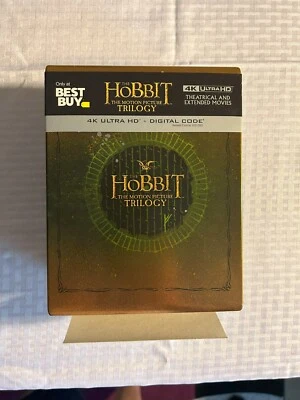 Only at
BEST
BUY
THE
HOBBIT
THE MOTION PICTURE
TRILOGY
4K ULTRA HD
THEATRICAL AND
EXTENDED MOVIES
4K ULTRA HD • DIGITAL CODE
THE
HOBBIT
THE MOTION PICTURE
TRILOGY